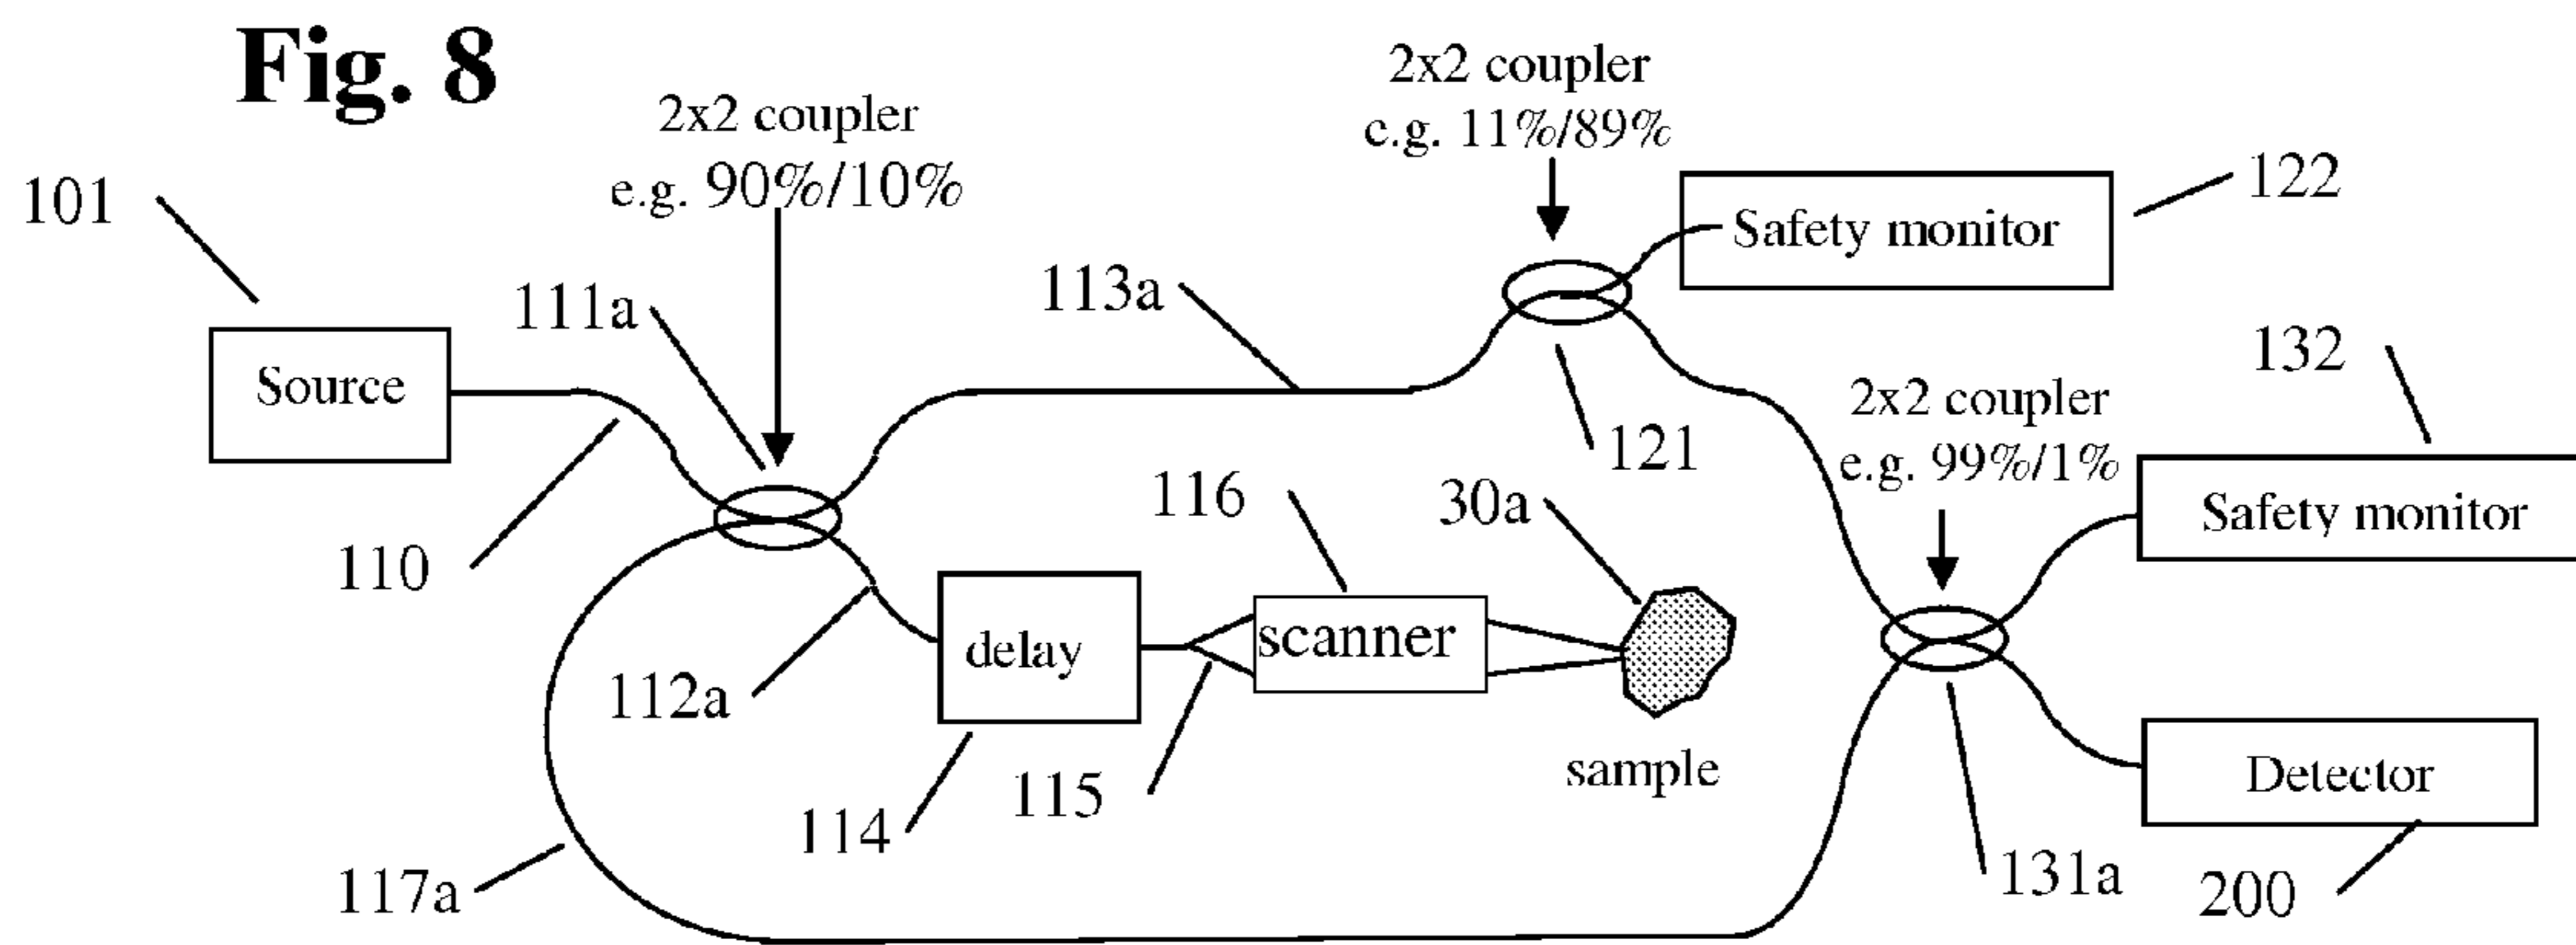 Fig. 8
2x2 coupler
e.g. 90%/10%
2x2 coupler
c.g. 11%/89%
101
111a
113a
Safety monitor
122
Source
121
132
2x2 coupler
e.g. 99%/1%
110
116
30a
Safety monitor
112a
delay
scanner
114
115
sample
Detector
117a
131a
200